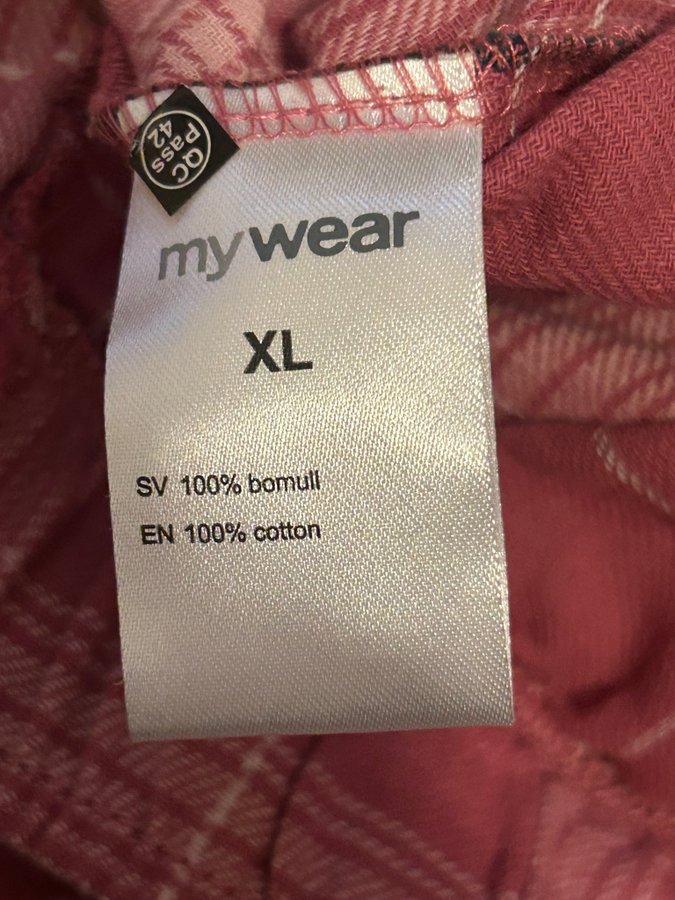 QC
Pass
42
mywear
XL
SV 100% bomull
EN 100% cotton